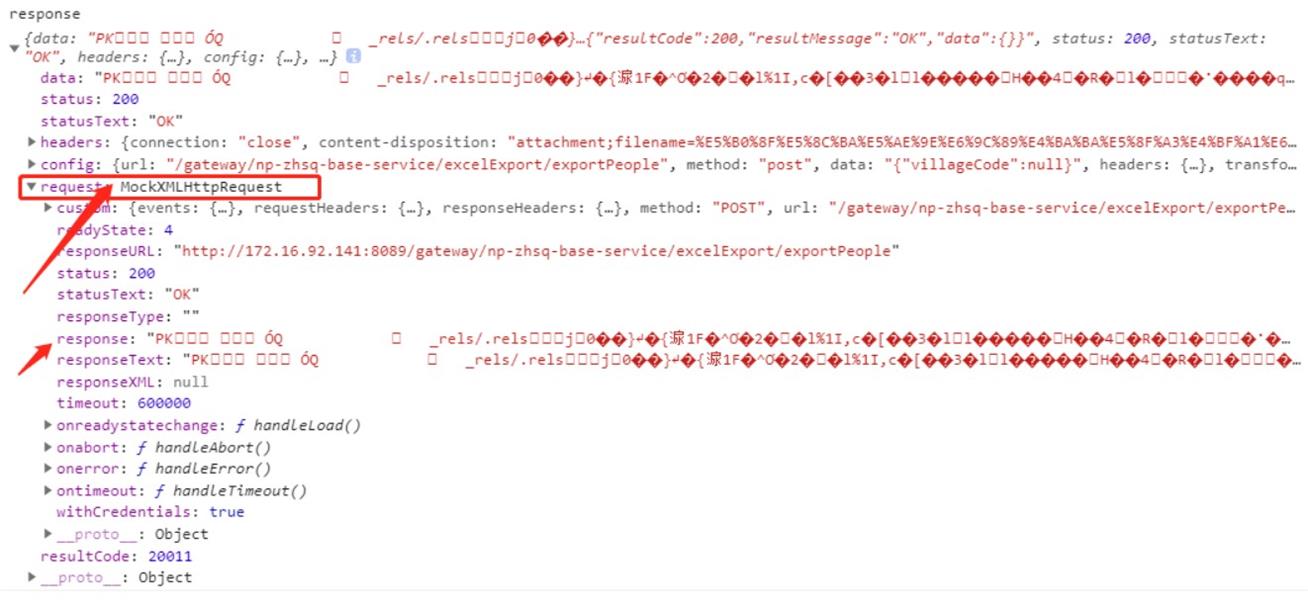 response
{data: "PK ÓQ _rels/.rels j 0��}…{"resultCode":200,"resultMessage":"OK","data":{}}", status: 200, statusText:
"OK", headers: {…}, config: {…}, …}
data: "PK ÓQ _rels/.rels
status: 200
statusText: "OK"
headers: {connection: "close", content-disposition: "attachment;filename=%E5%B0%8F%E5%8C%BA%E5%AE%9E%E6%9C%89%E4%BA%BA%E5%8F%A3%E4%BF%A1%E6…
config: {url: "/gateway/np-zhsq-base-service/excelExport/exportPeople", method: "post", data: "{"villageCode":null}", headers: {…}, transfo…
request: MockXMLHttpRequest
custom: {events: {…}, requestHeaders: {…}, responseHeaders: {…}, method: "POST", url: "/gateway/np-zhsq-base-service/excelExport/exportPe…
readyState: 4
responseURL: "http://172.16.92.141:8089/gateway/np-zhsq-base-service/excelExport/exportPeople"
status: 200
statusText: "OK"
responseType: ""
response: "PK ÓQ _rels/.rels
responseText: "PK ÓQ _rels/.rels
responseXML: null
timeout: 600000
onreadystatechange: ƒ handleLoad()
onabort: ƒ handleAbort()
onerror: ƒ handleError()
ontimeout: ƒ handleTimeout()
withCredentials: true
__proto__: Object
resultCode: 20011
__proto__: Object